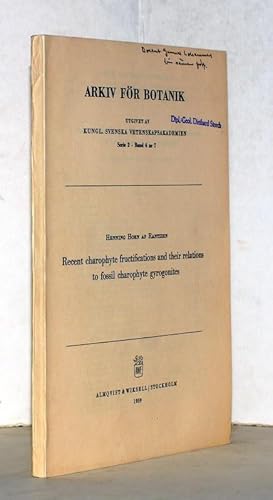 ARKIV FÖR BOTANIK
UTGIVET AV
KUNGL. SVENSKA VETENSKAPSAKADEMIEN
Serie 2 · Band 4 nr 7
Dipl.-Geol. Diethard Storch
HENNING HORN AF RANTZIEN
Recent charophyte fructifications and their relations
to fossil charophyte gyrogonites
ALMQVIST & WIKSELL / STOCKHOLM
1959